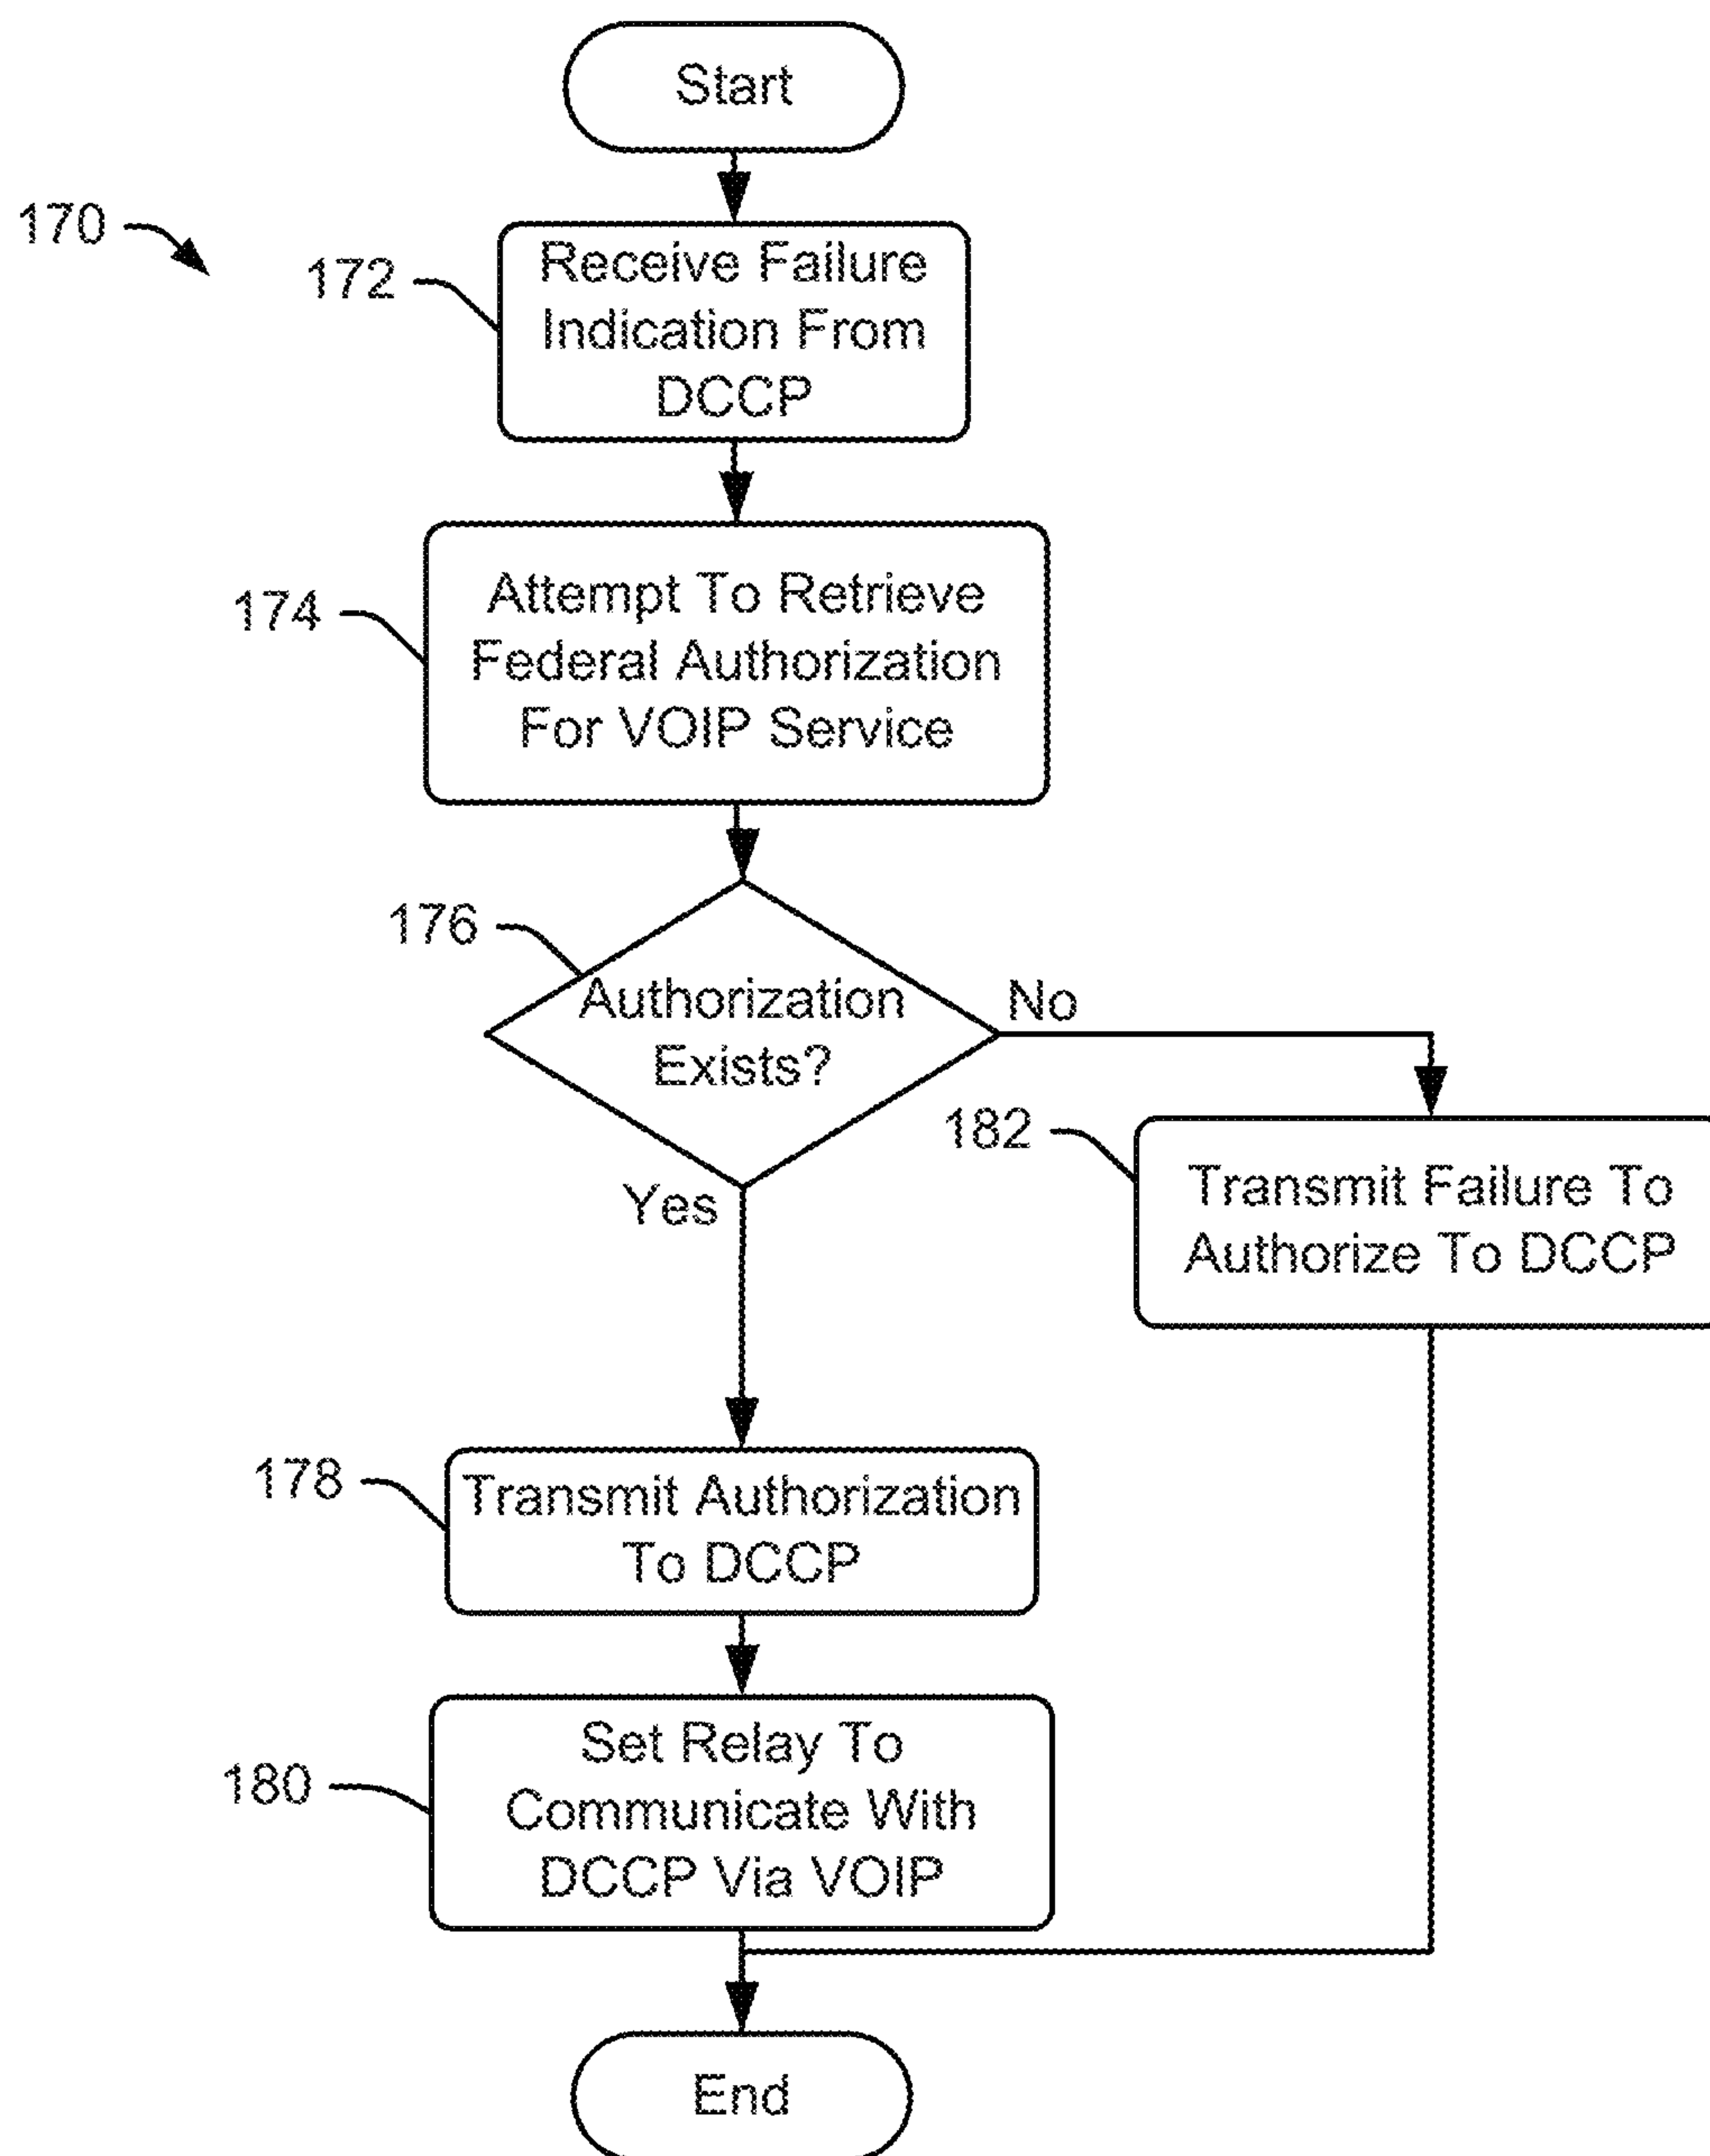 Start
170
172
Receive Failure
Indication From
DCCP
174
Attempt To Retrieve
Federal Authorization
For VOIP Service
176
Authorization
Exists?
No
Yes
182
Transmit Failure To
Authorize To DCCP
178
Transmit Authorization
To DCCP
180
Set Relay To
Communicate With
DCCP Via VOIP
End